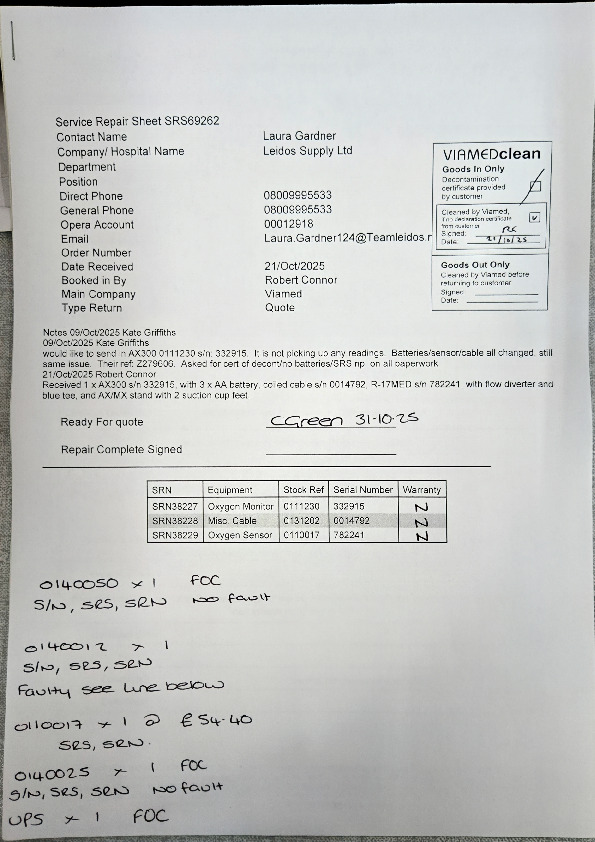 Service Repair Sheet SRS69262
Contact Name Laura Gardner
Company/ Hospital Name Leidos Supply Ltd
Department
Position
Direct Phone 08009995533
General Phone 08009995533
Opera Account 00012918
Email Laura.Gardner124@Teamleidos.r
Order Number
Date Received 21/Oct/2025
Booked in By Robert Connor
Main Company Viamed
Type Return Quote
VIAMEDclean
Goods In Only
Decontamination
certificate provided
by customer
Cleaned by Viamed,
declaration certificate
from customer
Signed: RK
Date: 21/10/25
Goods Out Only
Cleaned by Viamed before
returning to customer
Signed
Date:
Notes 09/Oct/2025 Kate Griffiths
09/Oct/2025 Kate Griffiths
would like to send in AX300 0111230 s/n: 332915. It is not picking up any readings. Batteries/sensor/cable all changed, still
same issue. Their ref: Z279606. Asked for cert of decont/no batteries/SRS np on all paperwork
21/Oct/2025 Robert Connor
Received 1 x AX300 s/n 332915, with 3 x AA battery, coiled cable s/n 0014792, R-17MED s/n 782241 with flow diverter and
blue tee, and AX/MX stand with 2 suction cup feet
Ready For quote CGreen 31-10-25
Repair Complete Signed
SRN Equipment Stock Ref Serial Number Warranty
SRN38227 Oxygen Monitor 0111230 332915 N
SRN38228 Misc. Cable 0131202 0014792 N
SRN38229 Oxygen Sensor 0110017 782241 N
0140050 x 1 FOC
S/N, SRS, SRN No fault
0140012 x 1
S/N, SRS, SRN
Faulty see line below
0110017 x 1 @ £54-40
SRS, SRN.
0140025 x 1 FOC
S/N, SRS, SRN No fault
UPS x 1 FOC